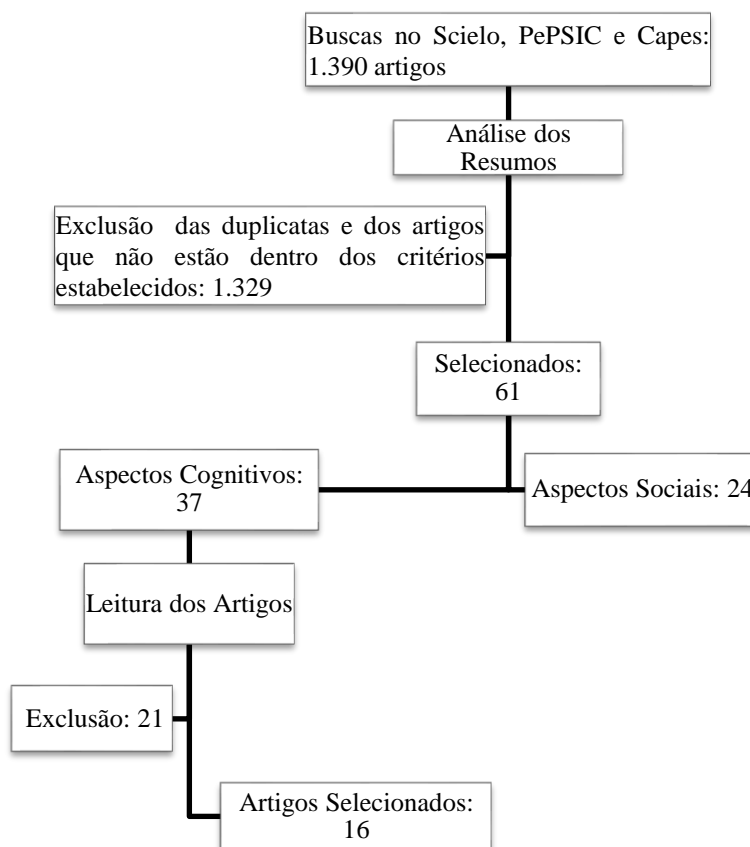 Buscas no Scielo, PePSIC e Capes:
1.390 artigos
Análise dos
Resumos
Exclusão das duplicatas e dos artigos
que não estão dentro dos critérios
estabelecidos: 1.329
Selecionados:
61
Aspectos Cognitivos:
37
Aspectos Sociais: 24
Leitura dos Artigos
Exclusão: 21
Artigos Selecionados:
16